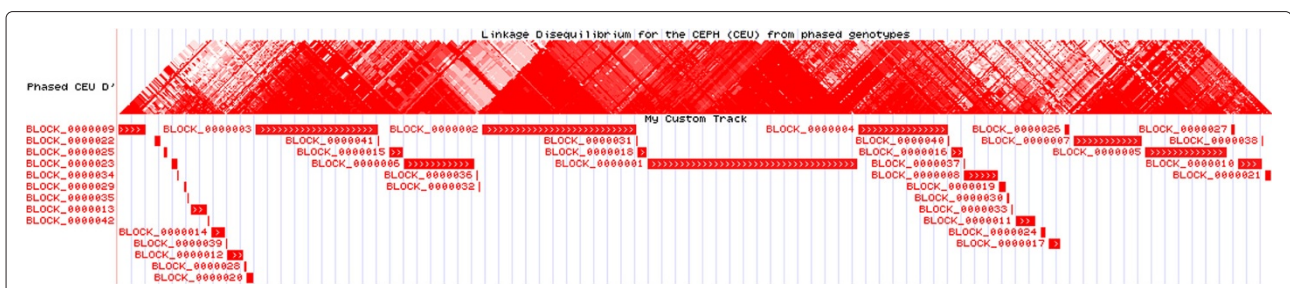 Linkage Disequilibrium for the CEPH (CEU) from phased genotypes
Phased CEU D'
My Custom Track
BLOCK_0000009 BLOCK_0000003 BLOCK_0000002 BLOCK_0000004 BLOCK_0000026 BLOCK_0000027
BLOCK_0000022 BLOCK_0000041 BLOCK_0000031 BLOCK_0000040 BLOCK_0000007 BLOCK_0000038
BLOCK_0000025 BLOCK_0000015 BLOCK_0000018 BLOCK_0000016 BLOCK_0000005
BLOCK_0000023 BLOCK_0000006 BLOCK_0000001 BLOCK_0000037 BLOCK_0000010
BLOCK_0000034 BLOCK_0000036 BLOCK_0000008 BLOCK_0000021
BLOCK_0000029 BLOCK_0000032 BLOCK_0000019
BLOCK_0000035 BLOCK_0000030
BLOCK_0000013 BLOCK_0000033
BLOCK_0000042 BLOCK_0000011
BLOCK_0000014 BLOCK_0000024
BLOCK_0000039 BLOCK_0000017
BLOCK_0000012
BLOCK_0000028
BLOCK_0000020